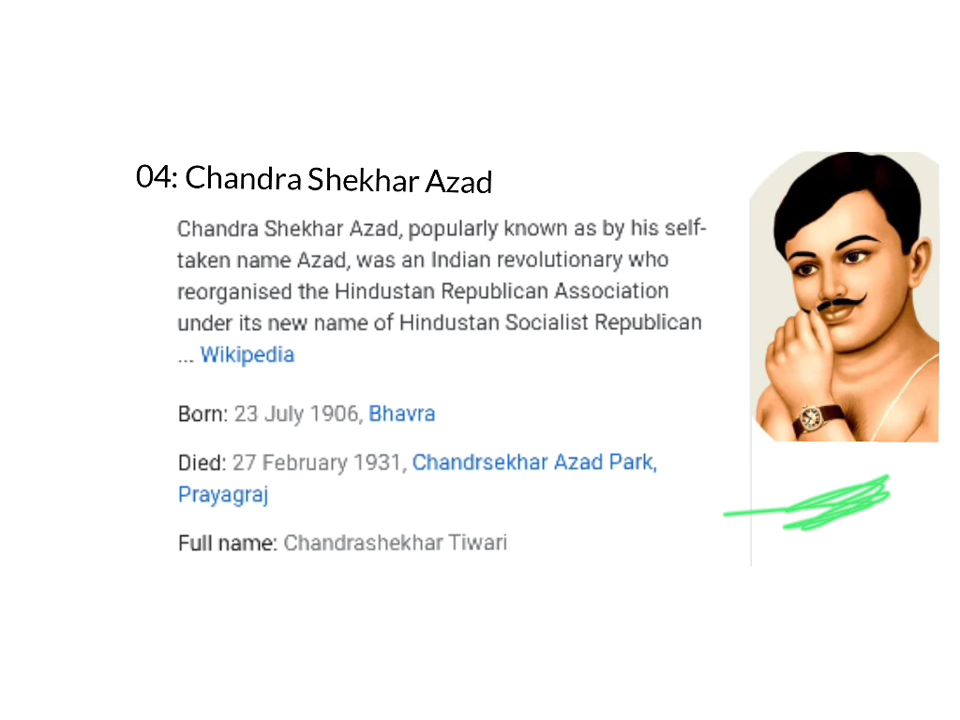 04: Chandra Shekhar Azad
Chandra Shekhar Azad, popularly known as by his self-
taken name Azad, was an Indian revolutionary who
reorganised the Hindustan Republican Association
under its new name of Hindustan Socialist Republican
... Wikipedia
Born: 23 July 1906, Bhavra
Died: 27 February 1931, Chandrsekhar Azad Park,
Prayagraj
Full name: Chandrashekhar Tiwari